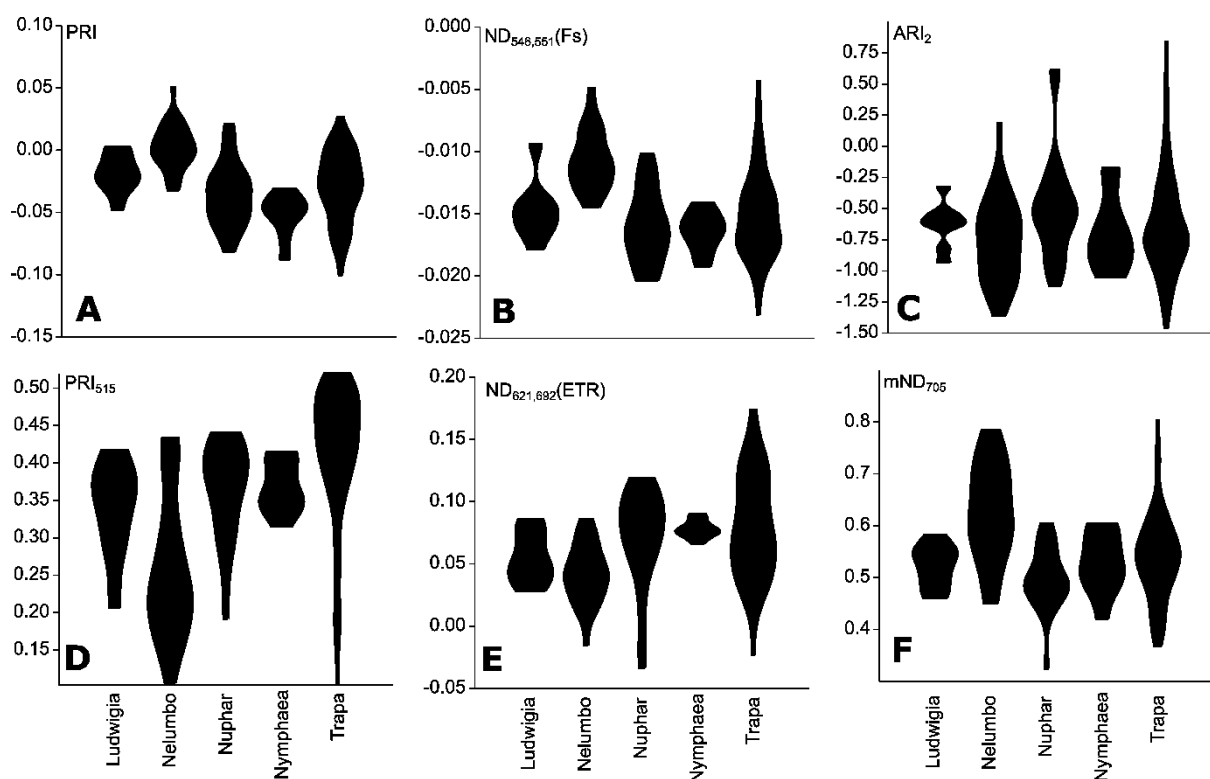 PRI
0.10
0.05
0.00
-0.05
-0.10
-0.15
A
ND546,551(Fs)
0.000
-0.005
-0.010
-0.015
-0.020
-0.025
B
ARI2
0.75
0.50
0.25
0.00
-0.25
-0.50
-0.75
-1.00
-1.25
-1.50
C
PRI515
0.50
0.45
0.40
0.35
0.30
0.25
0.20
0.15
D
Ludwigia
Nelumbo
Nuphar
Nymphaea
Trapa
ND621,692(ETR)
0.20
0.15
0.10
0.05
0.00
-0.05
E
Ludwigia
Nelumbo
Nuphar
Nymphaea
Trapa
mND705
0.8
0.7
0.6
0.5
0.4
F
Ludwigia
Nelumbo
Nuphar
Nymphaea
Trapa